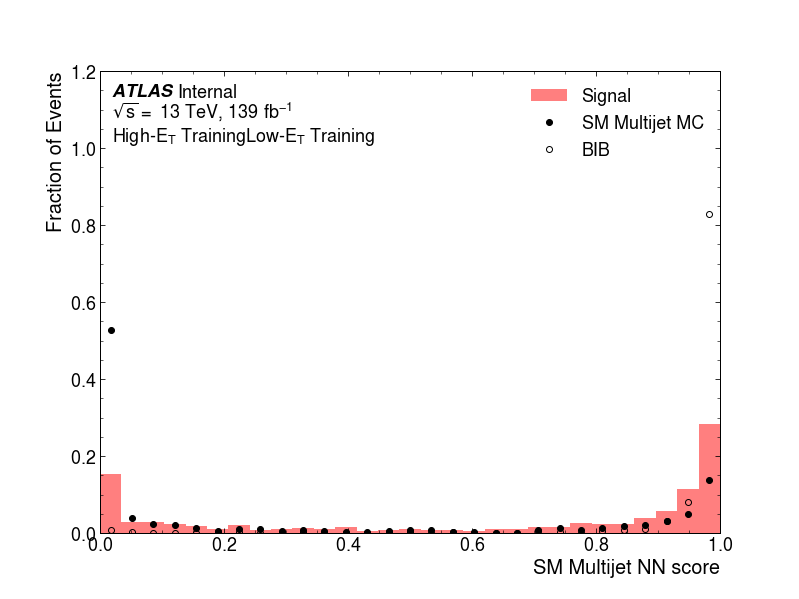 ATLAS Internal
√s = 13 TeV, 139 fb⁻¹
High-E_T TrainingLow-E_T Training
Signal
SM Multijet MC
BIB
Fraction of Events
1.2
1.0
0.8
0.6
0.4
0.2
0.0
0.0 0.2 0.4 0.6 0.8 1.0
SM Multijet NN score